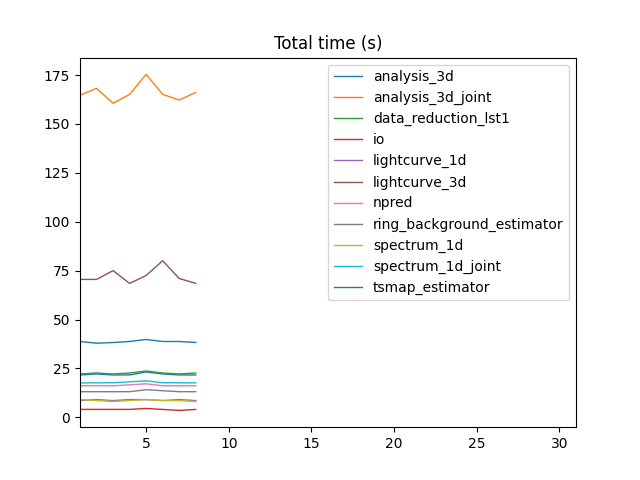 Total time (s)
175
150
125
100
75
50
25
0
5
10
15
20
25
30
analysis_3d
analysis_3d_joint
data_reduction_lst1
io
lightcurve_1d
lightcurve_3d
npred
ring_background_estimator
spectrum_1d
spectrum_1d_joint
tsmap_estimator